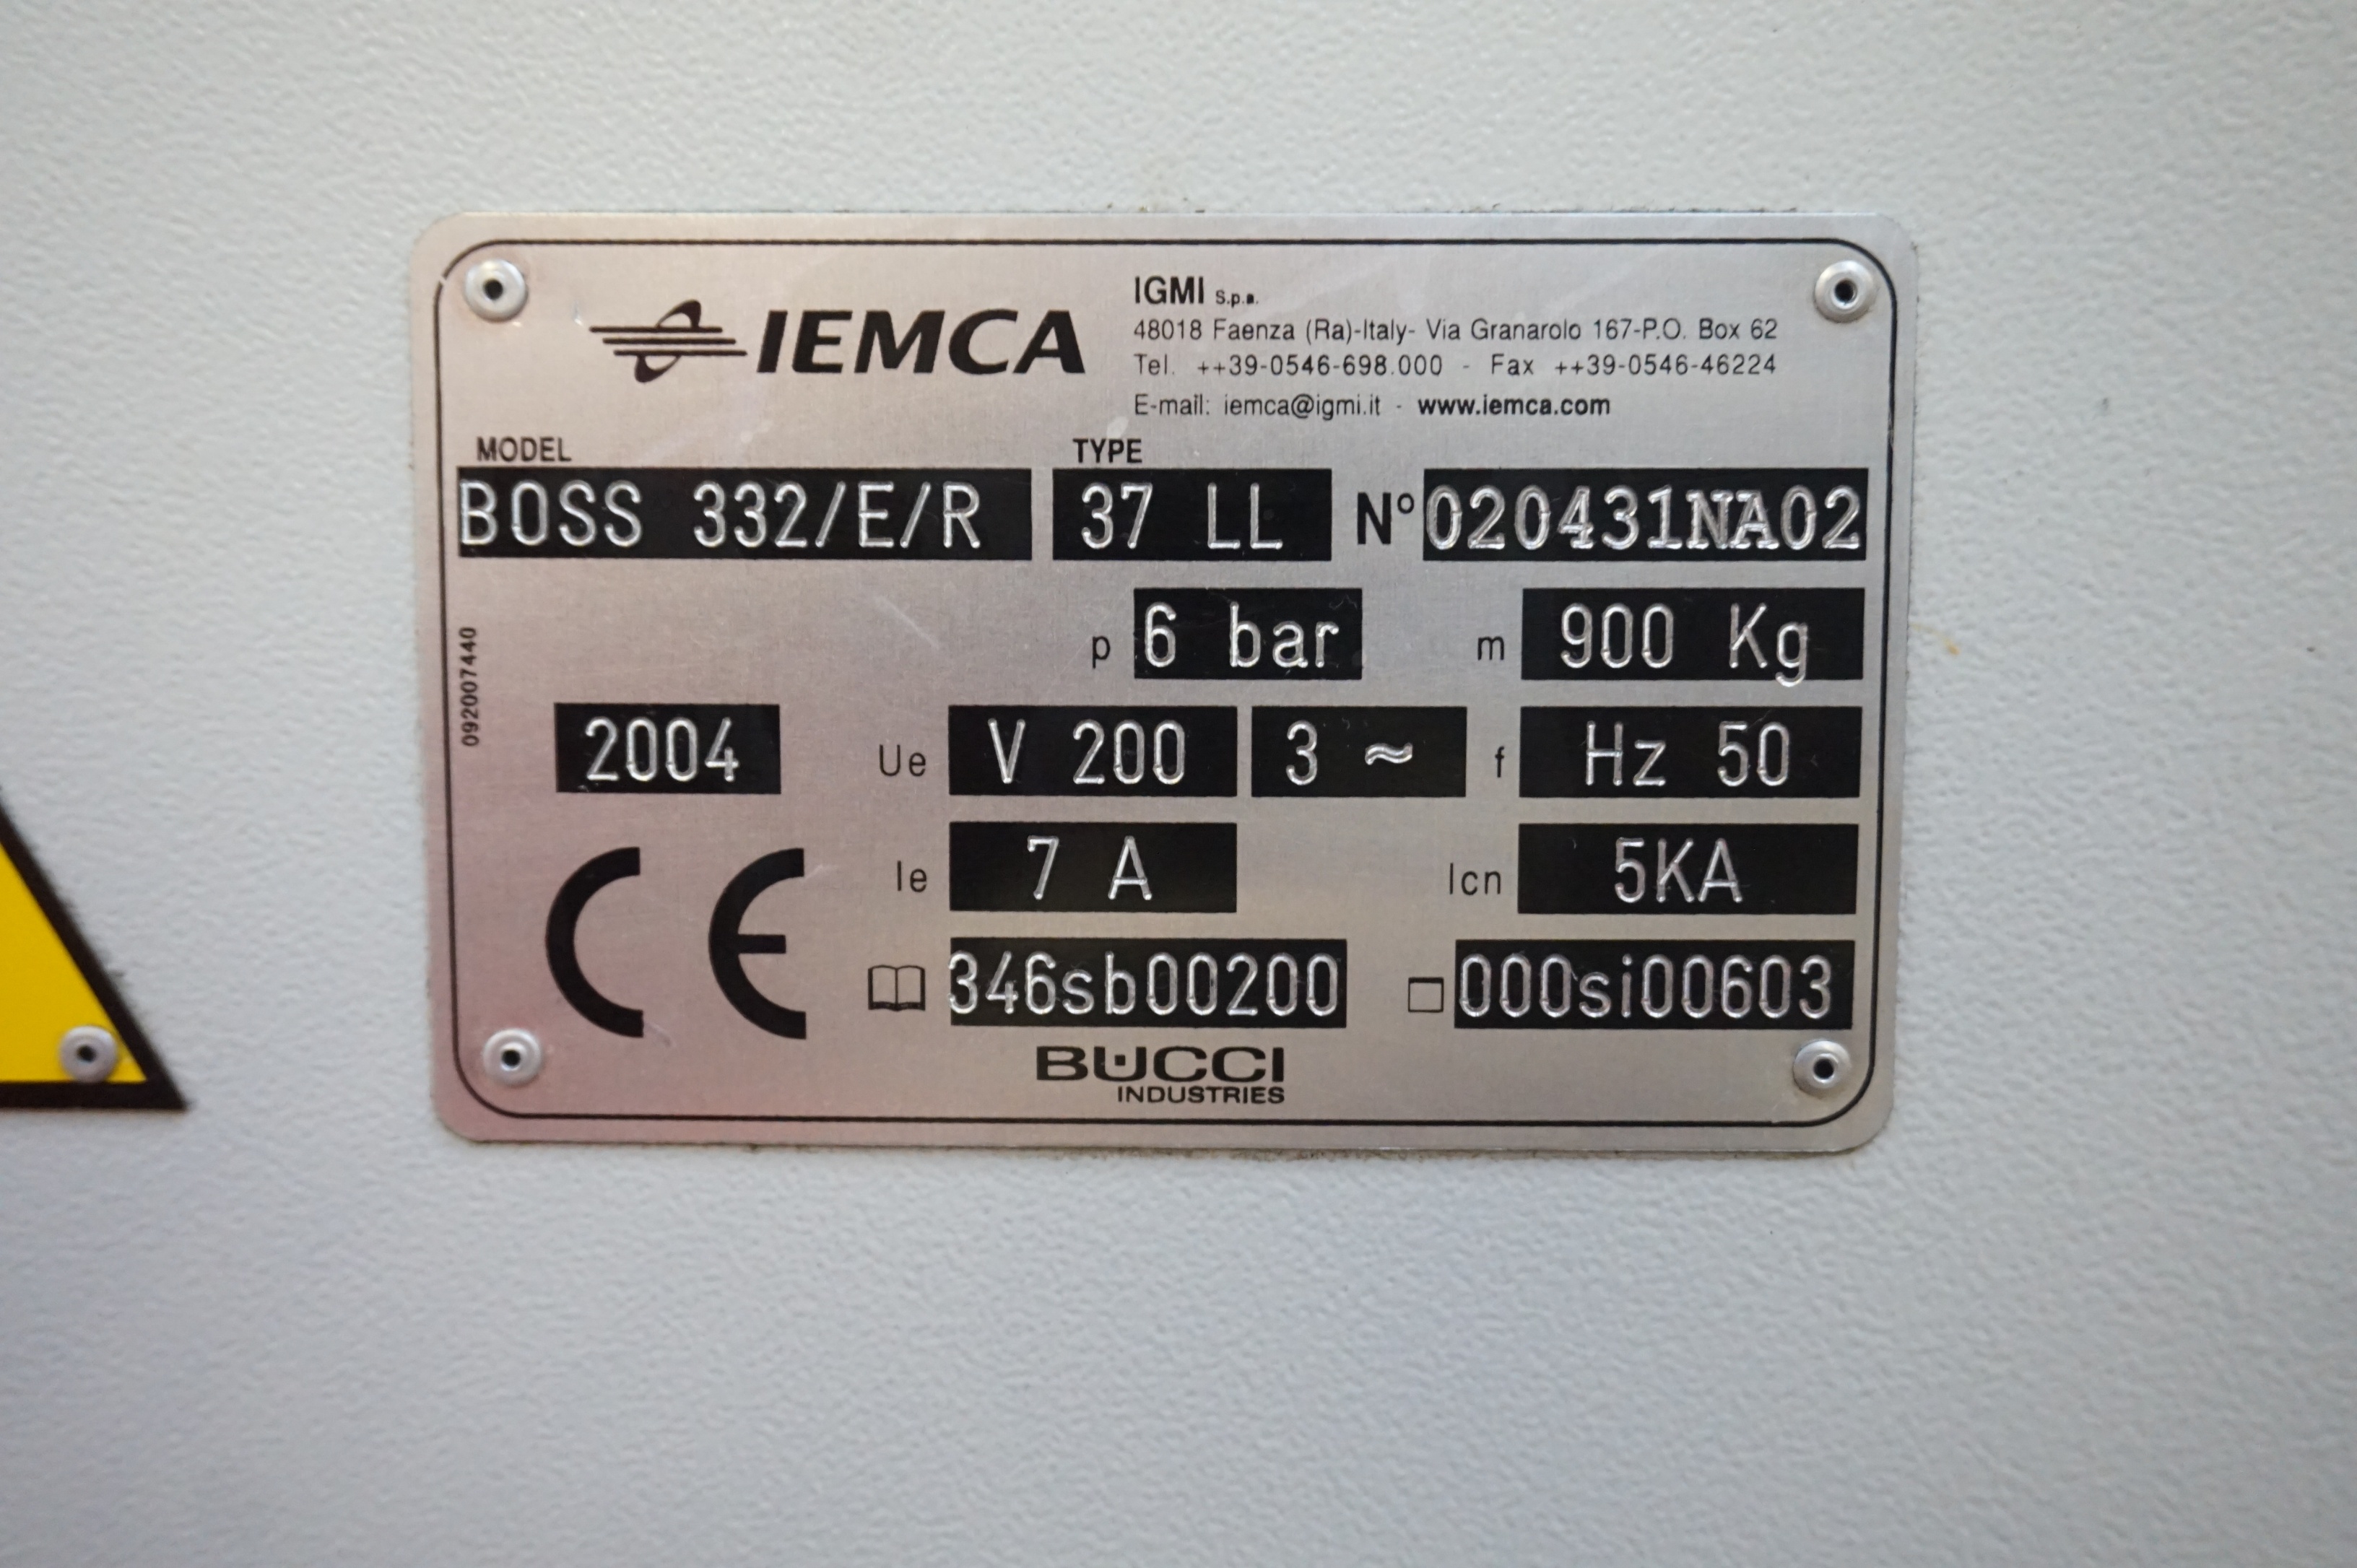 IEMCA
IGMI S.p.a.
48018 Faenza (Ra)-Italy- Via Granarolo 167-P.O. Box 62
Tel. ++39-0546-698.000 - Fax ++39-0546-46224
E-mail: iemca@igmi.it - www.iemca.com
MODEL TYPE
BOSS 332/E/R 37 LL Nº 020431NA02
p 6 bar m 900 Kg
092007440
2004 Ue V 200 3 ≈ f Hz 50
CE
Ie 7 A Icn 5KA
346sb00200 000si00603
BUCCI
INDUSTRIES